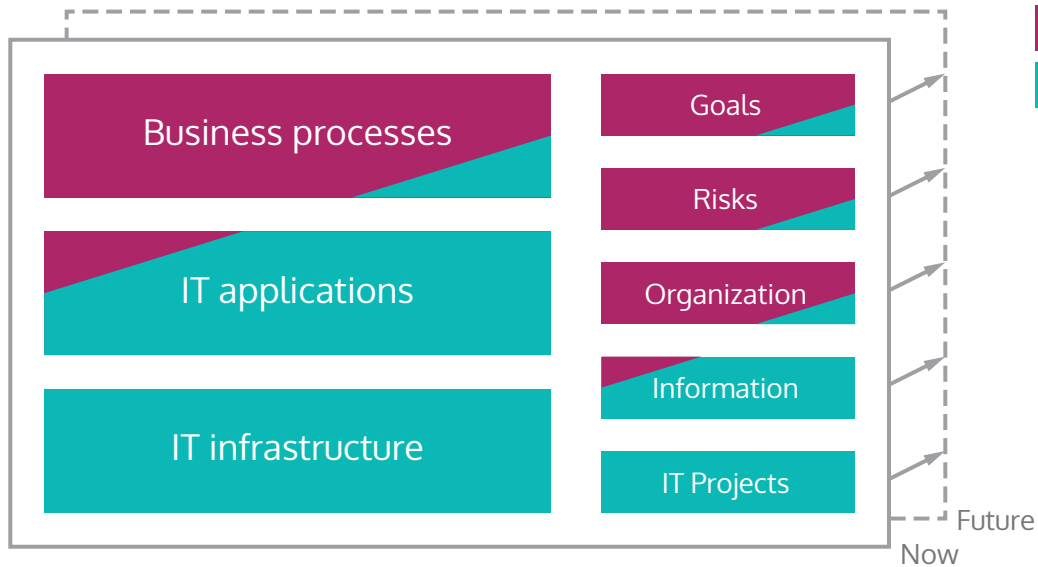 Business processes
IT applications
IT infrastructure
Goals
Risks
Organization
Information
IT Projects
Future
Now